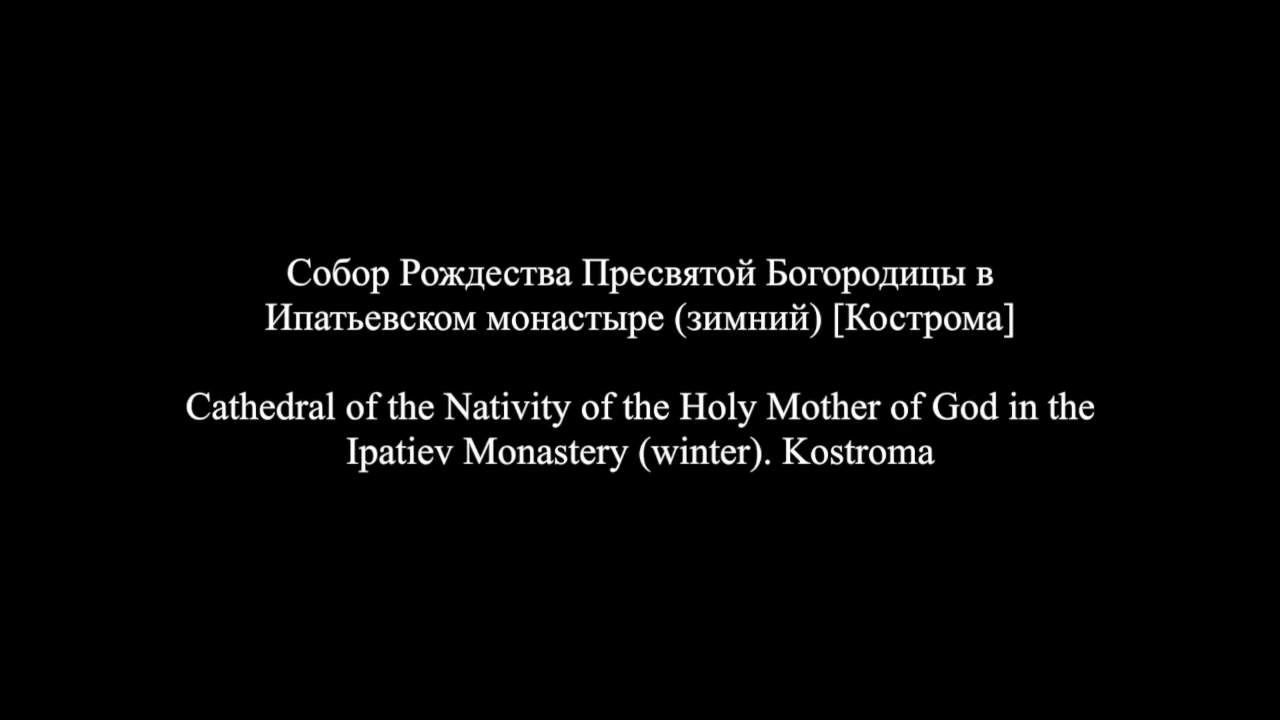 Собор Рождества Пресвятой Богородицы в
Ипатьевском монастыре (зимний) [Кострома]
Cathedral of the Nativity of the Holy Mother of God in the
Ipatiev Monastery (winter). Kostroma